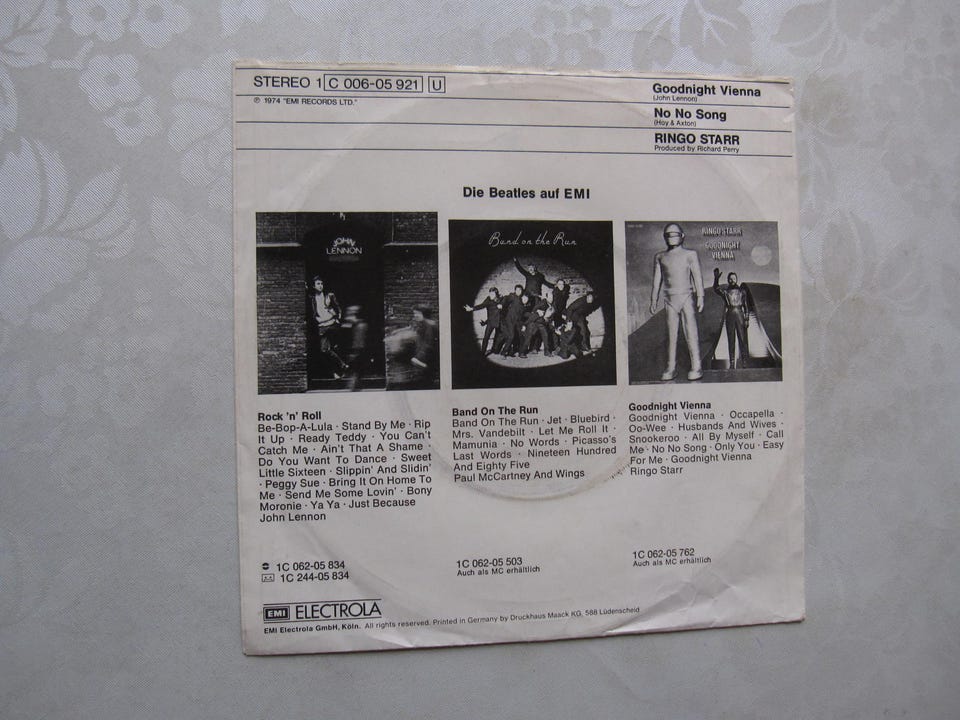 STEREO 1 C 006-05 921 U
℗ 1974 "EMI RECORDS LTD."
Goodnight Vienna
(John Lennon)
No No Song
(Hoy & Axton)
RINGO STARR
Produced by Richard Perry
Die Beatles auf EMI
JOHN
LENNON
Band on the Run
RINGO STARR
GOODNIGHT
VIENNA
Rock 'n' Roll
Be-Bop-A-Lula · Stand By Me · Rip
It Up · Ready Teddy · You Can't
Catch Me · Ain't That A Shame ·
Do You Want To Dance · Sweet
Little Sixteen · Slippin' And Slidin'
· Peggy Sue · Bring It On Home To
Me · Send Me Some Lovin' · Bony
Moronie · Ya Ya · Just Because
John Lennon
Band On The Run
Band On The Run · Jet · Bluebird ·
Mrs. Vandebilt · Let Me Roll It ·
Mamunia · No Words · Picasso's
Last Words · Nineteen Hundred
And Eighty Five
Paul McCartney And Wings
Goodnight Vienna
Goodnight Vienna · Occapella ·
Oo-Wee · Husbands And Wives ·
Snookeroo · All By Myself · Call
Me · No No Song · Only You · Easy
For Me · Goodnight Vienna
Ringo Starr
1C 062-05 834
1C 244-05 834
1C 062-05 503
Auch als MC erhältlich
1C 062-05 762
Auch als MC erhältlich
EMI ELECTROLA
EMI Electrola GmbH, Köln. All rights reserved. Printed in Germany by Druckhaus Maack KG, 588 Lüdenscheid